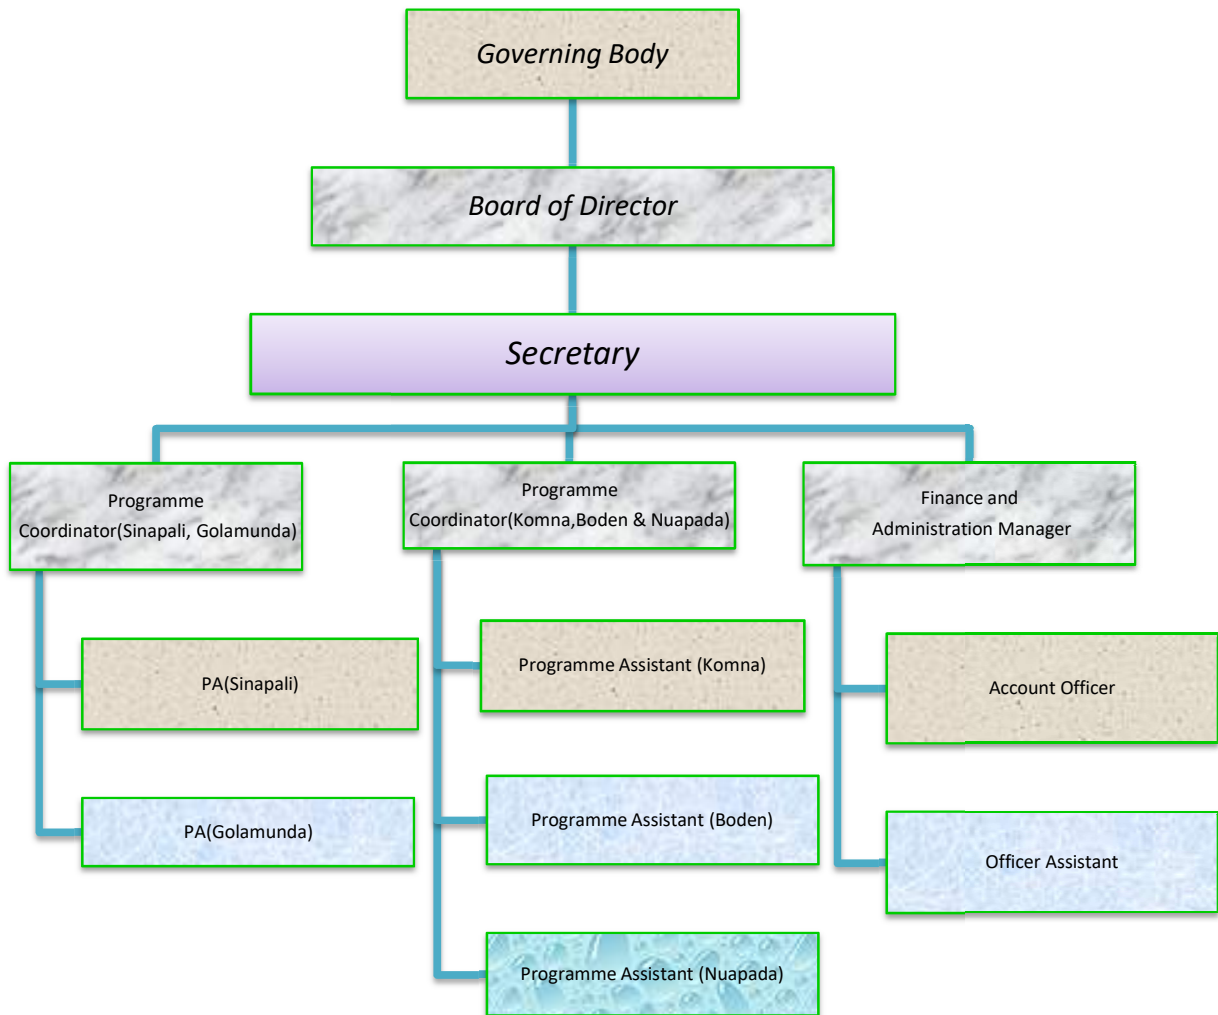 Governing Body
Board of Director
Secretary
Programme
Coordinator(Sinapali, Golamunda)
Programme
Coordinator(Komna,Boden & Nuapada)
Finance and
Administration Manager
PA(Sinapali)
PA(Golamunda)
Programme Assistant (Komna)
Programme Assistant (Boden)
Programme Assistant (Nuapada)
Account Officer
Officer Assistant